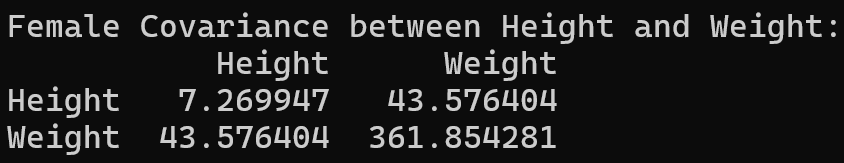 Female Covariance between Height and Weight:
Height Weight
Height 7.269947 43.576404
Weight 43.576404 361.854281